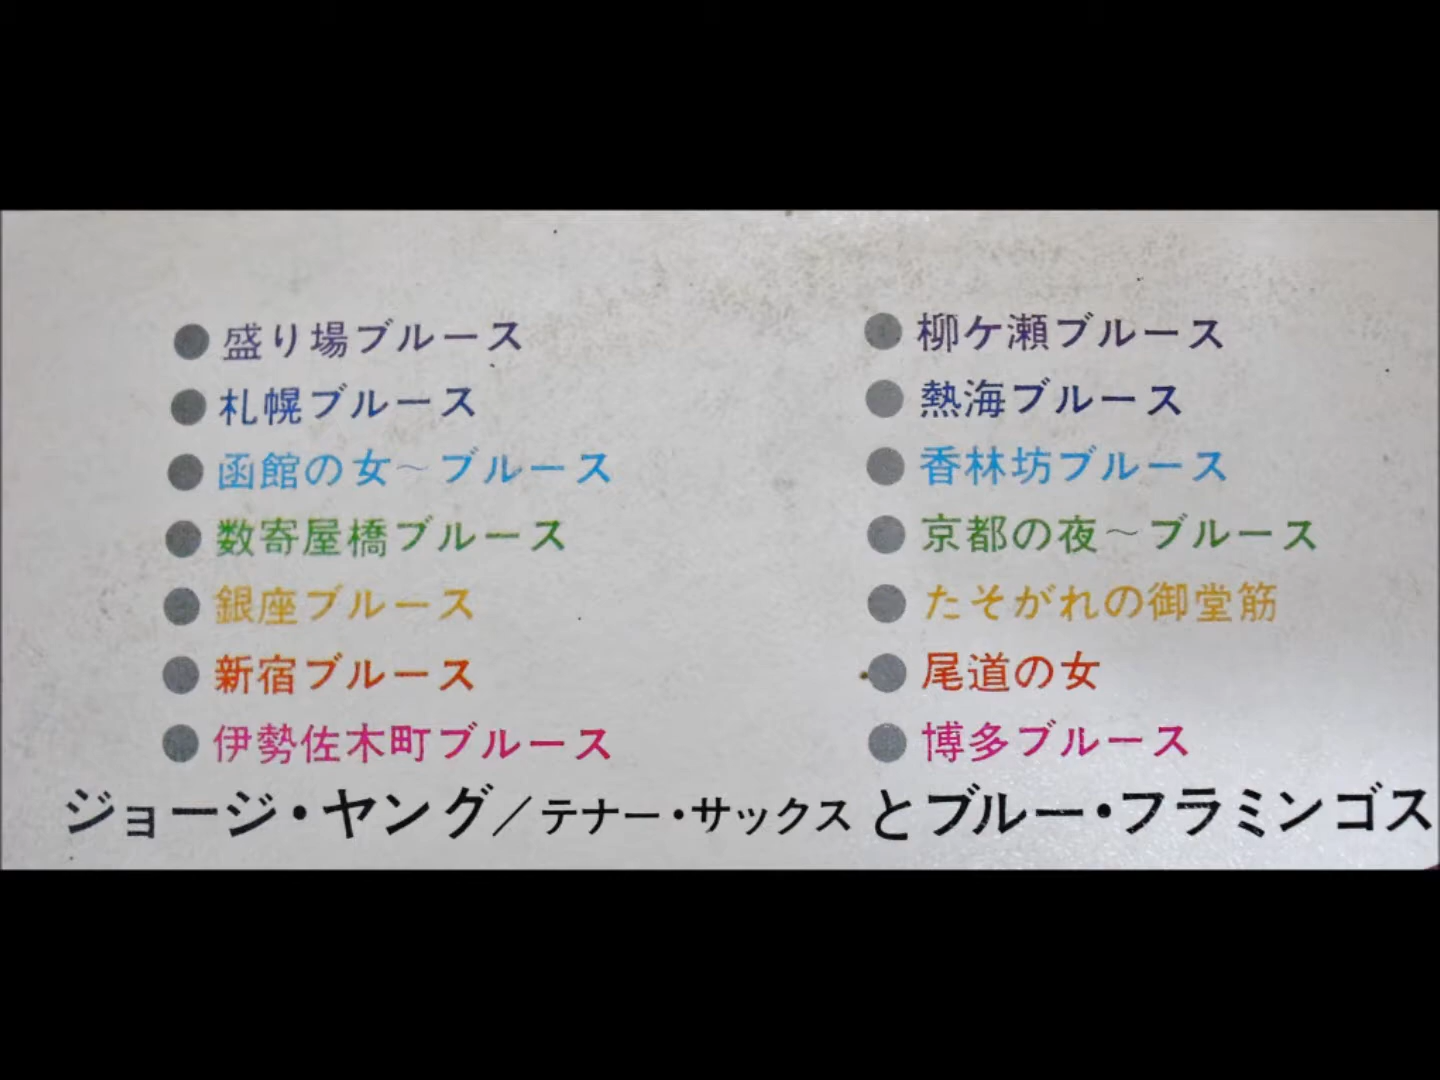 盛り場ブルース
札幌ブルース
函館の女～ブルース
数寄屋橋ブルース
銀座ブルース
新宿ブルース
伊勢佐木町ブルース
柳ケ瀬ブルース
熱海ブルース
香林坊ブルース
京都の夜～ブルース
たそがれの御堂筋
尾道の女
博多ブルース
ジョージ・ヤング／テナー・サックスとブルー・フラミンゴス